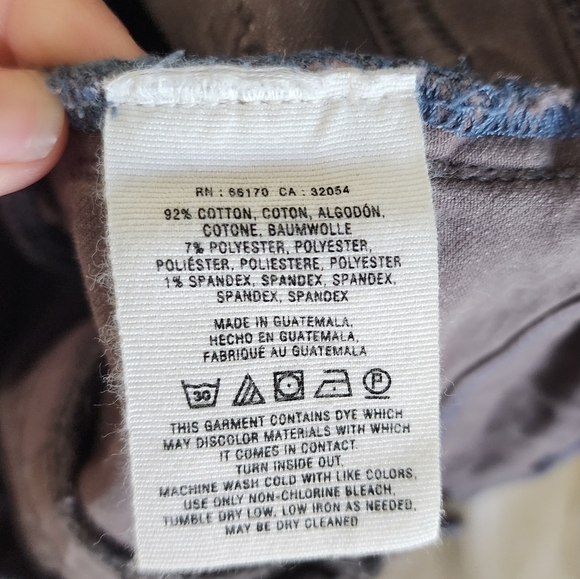 RN : 66170 CA : 32054
92% COTTON, COTON, ALGODÓN,
COTONE, BAUMWOLLE
7% POLYESTER, POLYESTER,
POLIÉSTER, POLIESTERE, POLYESTER
1% SPANDEX, SPANDEX, SPANDEX,
SPANDEX, SPANDEX
MADE IN GUATEMALA,
HECHO EN GUATEMALA,
FABRIQUÉ AU GUATEMALA
30 P
THIS GARMENT CONTAINS DYE WHICH
MAY DISCOLOR MATERIALS WITH WHICH
IT COMES IN CONTACT
TURN INSIDE OUT,
MACHINE WASH COLD WITH LIKE COLORS,
USE ONLY NON-CHLORINE BLEACH,
TUMBLE DRY LOW, LOW IRON AS NEEDED,
MAY BE DRY CLEANED